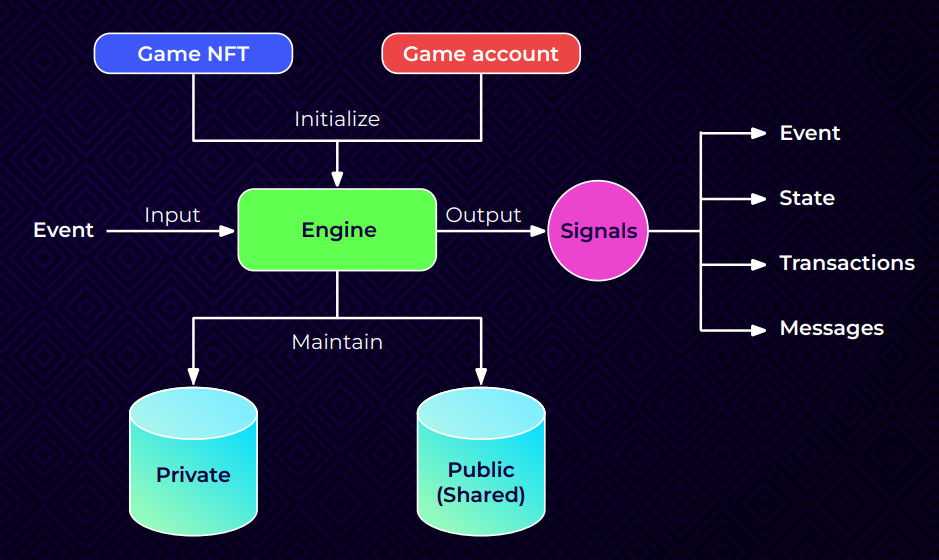 Game NFT
Game account
Initialize
Event
Input
Engine
Output
Signals
Event
State
Transactions
Messages
Maintain
Private
Public
(Shared)